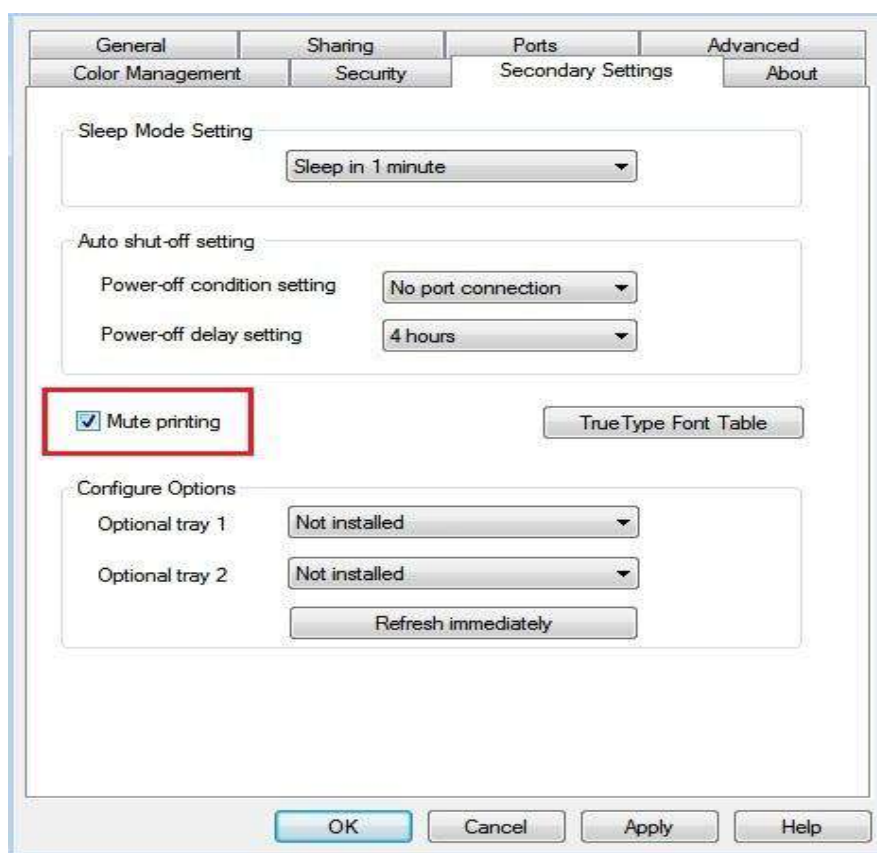 General Sharing Ports Advanced
Color Management Security Secondary Settings About
Sleep Mode Setting
Sleep in 1 minute
Auto shut-off setting
Power-off condition setting No port connection
Power-off delay setting 4 hours
Mute printing TrueType Font Table
Configure Options
Optional tray 1 Not installed
Optional tray 2 Not installed
Refresh immediately
OK Cancel Apply Help